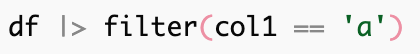 df |> filter(col1 == 'a')